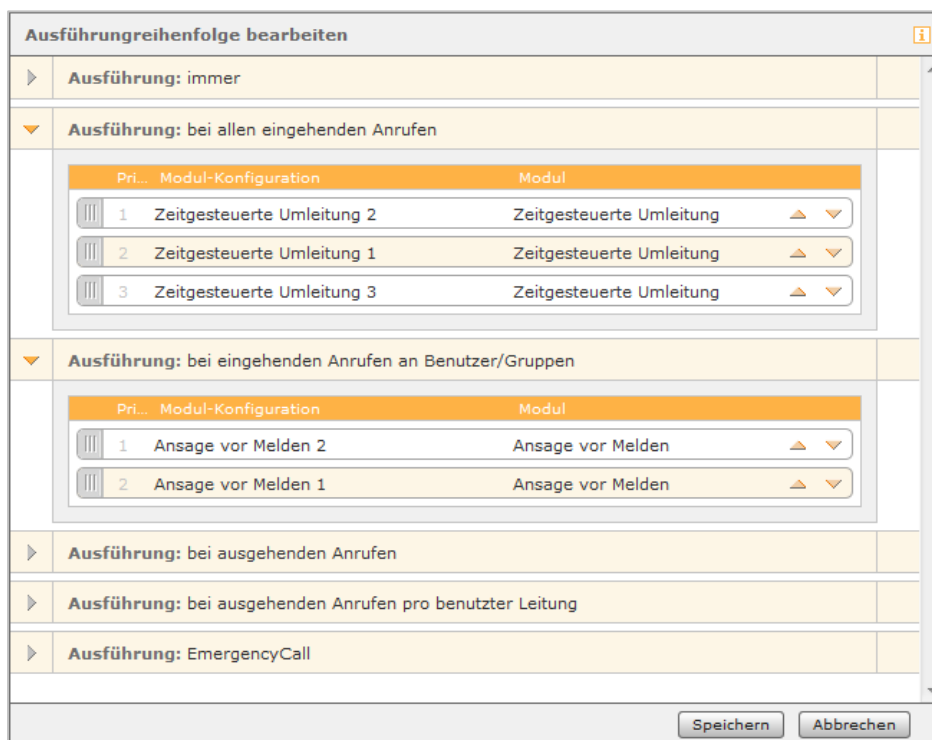 Ausführungreihenfolge bearbeiten
Ausführung: immer
Ausführung: bei allen eingehenden Anrufen
Pri... Modul-Konfiguration Modul
1 Zeitgesteuerte Umleitung 2 Zeitgesteuerte Umleitung
2 Zeitgesteuerte Umleitung 1 Zeitgesteuerte Umleitung
3 Zeitgesteuerte Umleitung 3 Zeitgesteuerte Umleitung
Ausführung: bei eingehenden Anrufen an Benutzer/Gruppen
Pri... Modul-Konfiguration Modul
1 Ansage vor Melden 2 Ansage vor Melden
2 Ansage vor Melden 1 Ansage vor Melden
Ausführung: bei ausgehenden Anrufen
Ausführung: bei ausgehenden Anrufen pro benutzter Leitung
Ausführung: EmergencyCall
Speichern Abbrechen